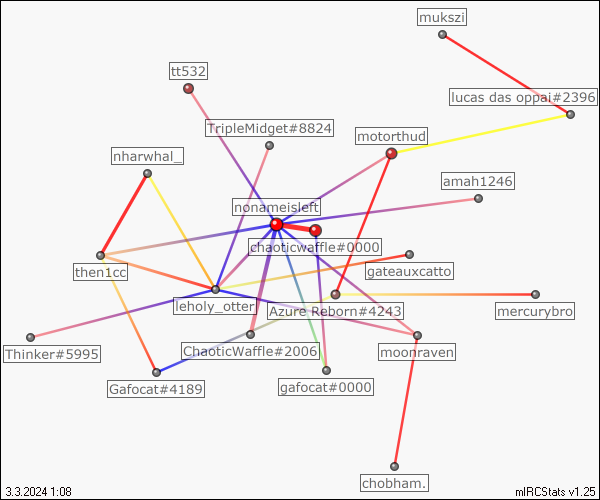 mukszi
tt532
lucas das oppai#2396
TripleMidget#8824
motorthud
nharwhal_
amah1246
nonameisleft
chaoticwaffle#0000
then1cc
gateauxcatto
leholy_otter
Azure Reborn#4243
mercurybro
Thinker#5995
ChaoticWaffle#2006
moonraven
Gafocat#4189
gafocat#0000
chobham.
3.3.2024 1:08
mIRCStats v1.25